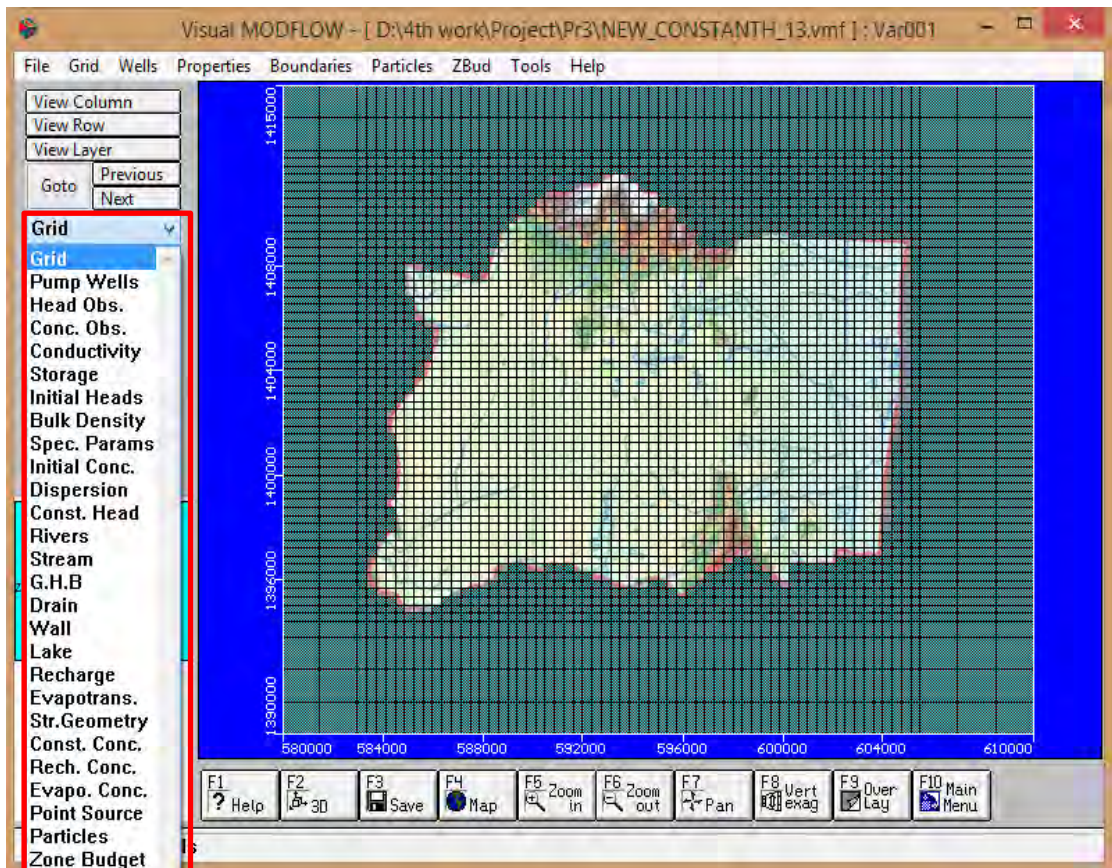 Visual MODFLOW - [ D:\4th work\Project\Pr3\NEW_CONSTANTH_13.vmf ] : Var001
File Grid Wells Properties Boundaries Particles ZBud Tools Help
View Column
View Row
View Layer
Goto
Previous
Next
Grid
Grid
Pump Wells
Head Obs.
Conc. Obs.
Conductivity
Storage
Initial Heads
Bulk Density
Spec. Params
Initial Conc.
Dispersion
Const. Head
Rivers
Stream
G.H.B
Drain
Wall
Lake
Recharge
Evapotrans.
Str.Geometry
Const. Conc.
Rech. Conc.
Evapo. Conc.
Point Source
Particles
Zone Budget
1415000
1408000
1404000
1400000
1396000
1390000
580000 584000 588000 592000 596000 600000 604000 610000
F1 ? Help
F2 3D
F3 Save
F4 Map
F5 Zoom in
F6 Zoom out
F7 Pan
F8 Vert exag
F9 Over Lay
F10 Main Menu